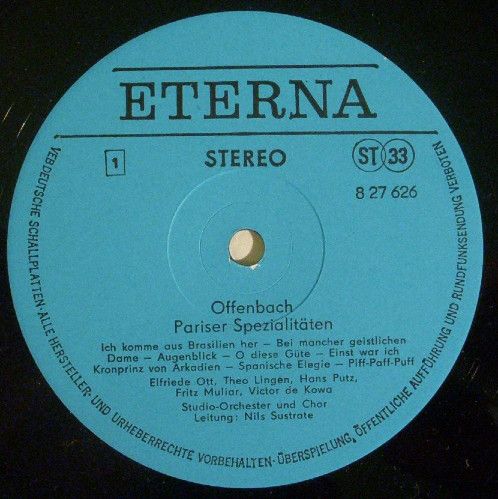 ETERNA
1
STEREO
ST 33
8 27 626
Offenbach
Pariser Spezialitäten
Ich komme aus Brasilien her – Bei mancher geistlichen
Dame – Augenblick – O diese Güte – Einst war ich
Kronprinz von Arkadien – Spanische Elegie – Piff-Paff-Puff
Elfriede Ott, Theo Lingen, Hans Putz,
Fritz Muliar, Victor de Kowa
Studio-Orchester und Chor
Leitung: Nils Sustrate
VEB DEUTSCHE SCHALLPLATTEN · ALLE HERSTELLER- UND URHEBERRECHTE VORBEHALTEN · ÜBERSPIELUNG, ÖFFENTLICHE AUFFÜHRUNG UND RUNDFUNKSENDUNG VERBOTEN